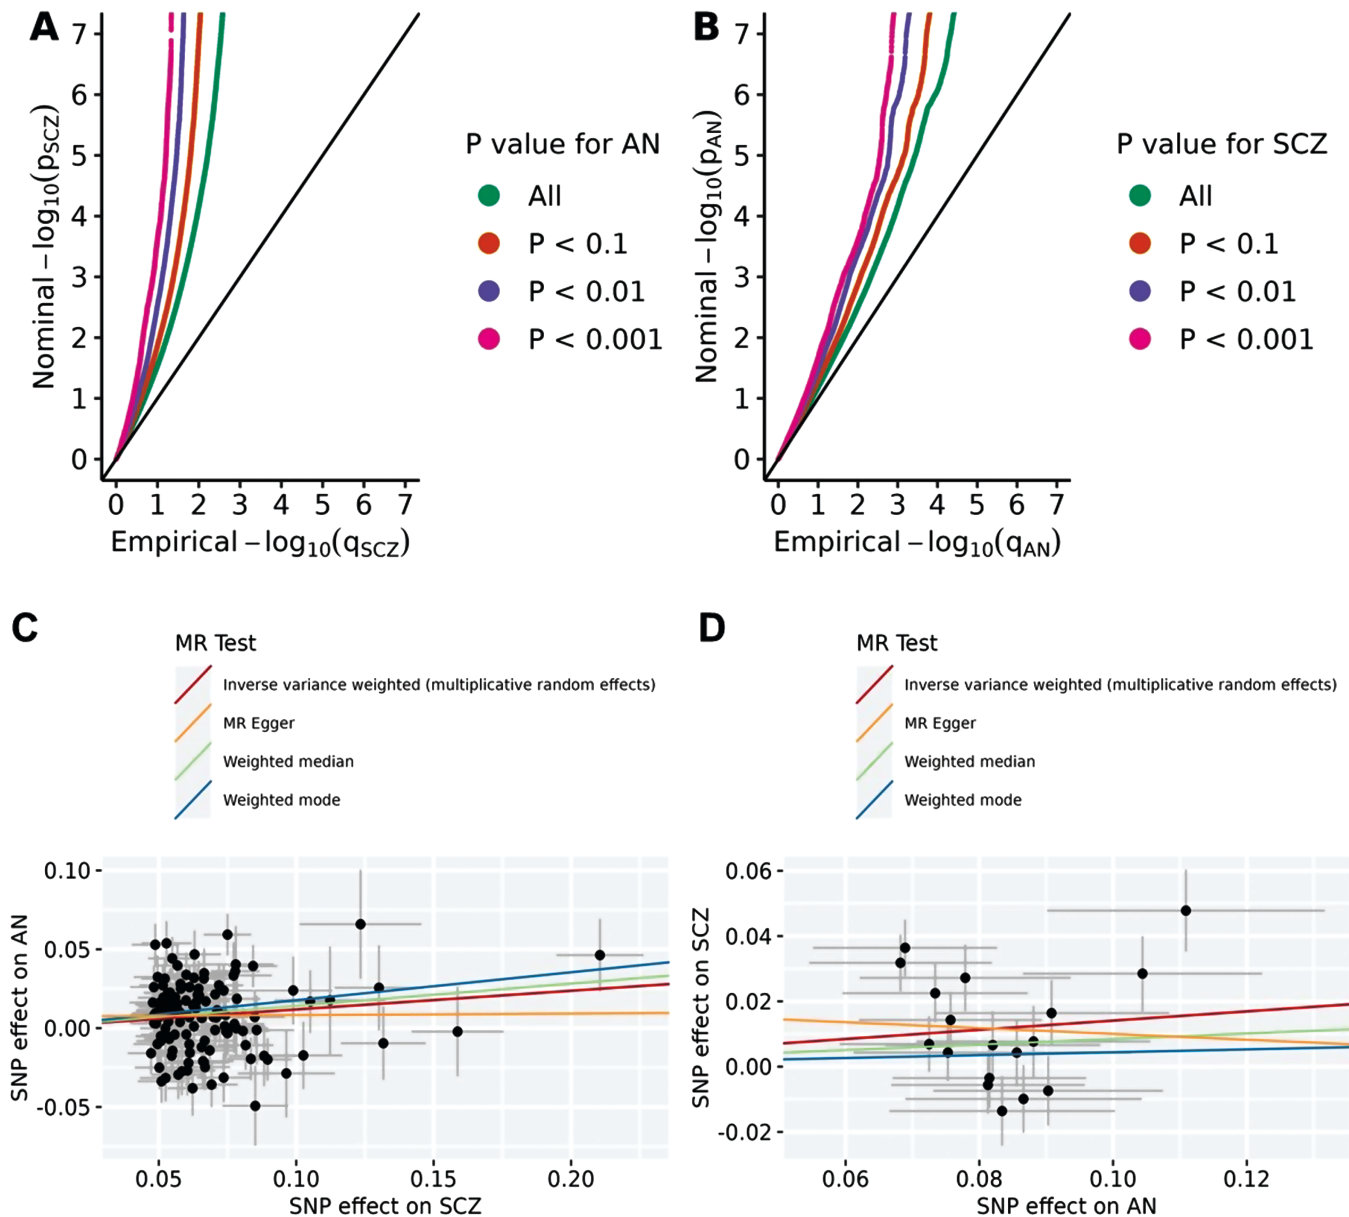 A
7
6
5
4
3
2
1
0
Nominal −log10(pSCZ)
0 1 2 3 4 5 6 7
Empirical −log10(qSCZ)
P value for AN
All
P < 0.1
P < 0.01
P < 0.001
B
7
6
5
4
3
2
1
0
Nominal −log10(pAN)
0 1 2 3 4 5 6 7
Empirical −log10(qAN)
P value for SCZ
All
P < 0.1
P < 0.01
P < 0.001
C
MR Test
Inverse variance weighted (multiplicative random effects)
MR Egger
Weighted median
Weighted mode
0.10
0.05
0.00
-0.05
SNP effect on AN
0.05 0.10 0.15 0.20
SNP effect on SCZ
D
MR Test
Inverse variance weighted (multiplicative random effects)
MR Egger
Weighted median
Weighted mode
0.06
0.04
0.02
0.00
-0.02
SNP effect on SCZ
0.06 0.08 0.10 0.12
SNP effect on AN